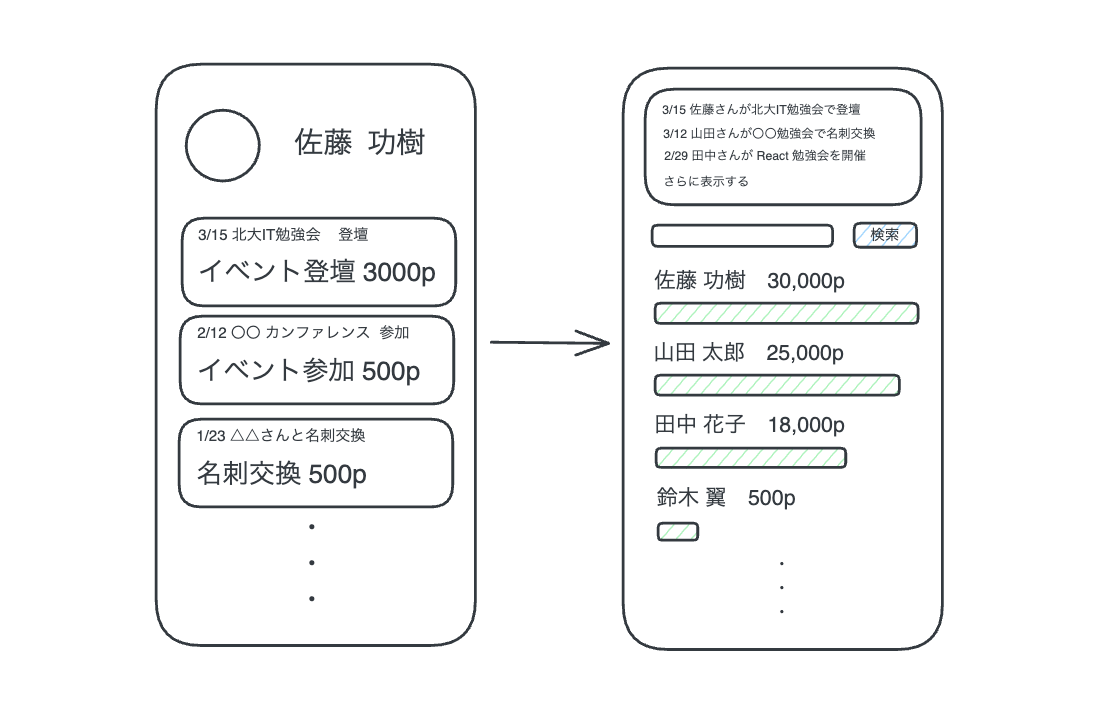 佐藤 功樹
3/15 北大IT勉強会 登壇
イベント登壇 3000p
2/12 〇〇 カンファレンス 参加
イベント参加 500p
1/23 △△さんと名刺交換
名刺交換 500p
3/15 佐藤さんが北大IT勉強会で登壇
3/12 山田さんが〇〇勉強会で名刺交換
2/29 田中さんが React 勉強会を開催
さらに表示する
検索
佐藤 功樹 30,000p
山田 太郎 25,000p
田中 花子 18,000p
鈴木 翼 500p